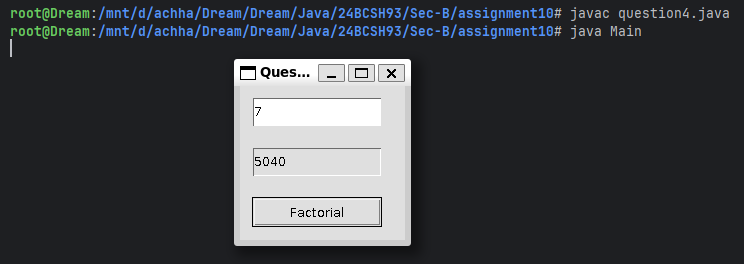 root@Dream:/mnt/d/achha/Dream/Dream/Java/24BCSH93/Sec-B/assignment10# javac question4.java
root@Dream:/mnt/d/achha/Dream/Dream/Java/24BCSH93/Sec-B/assignment10# java Main
Ques...
7
5040
Factorial